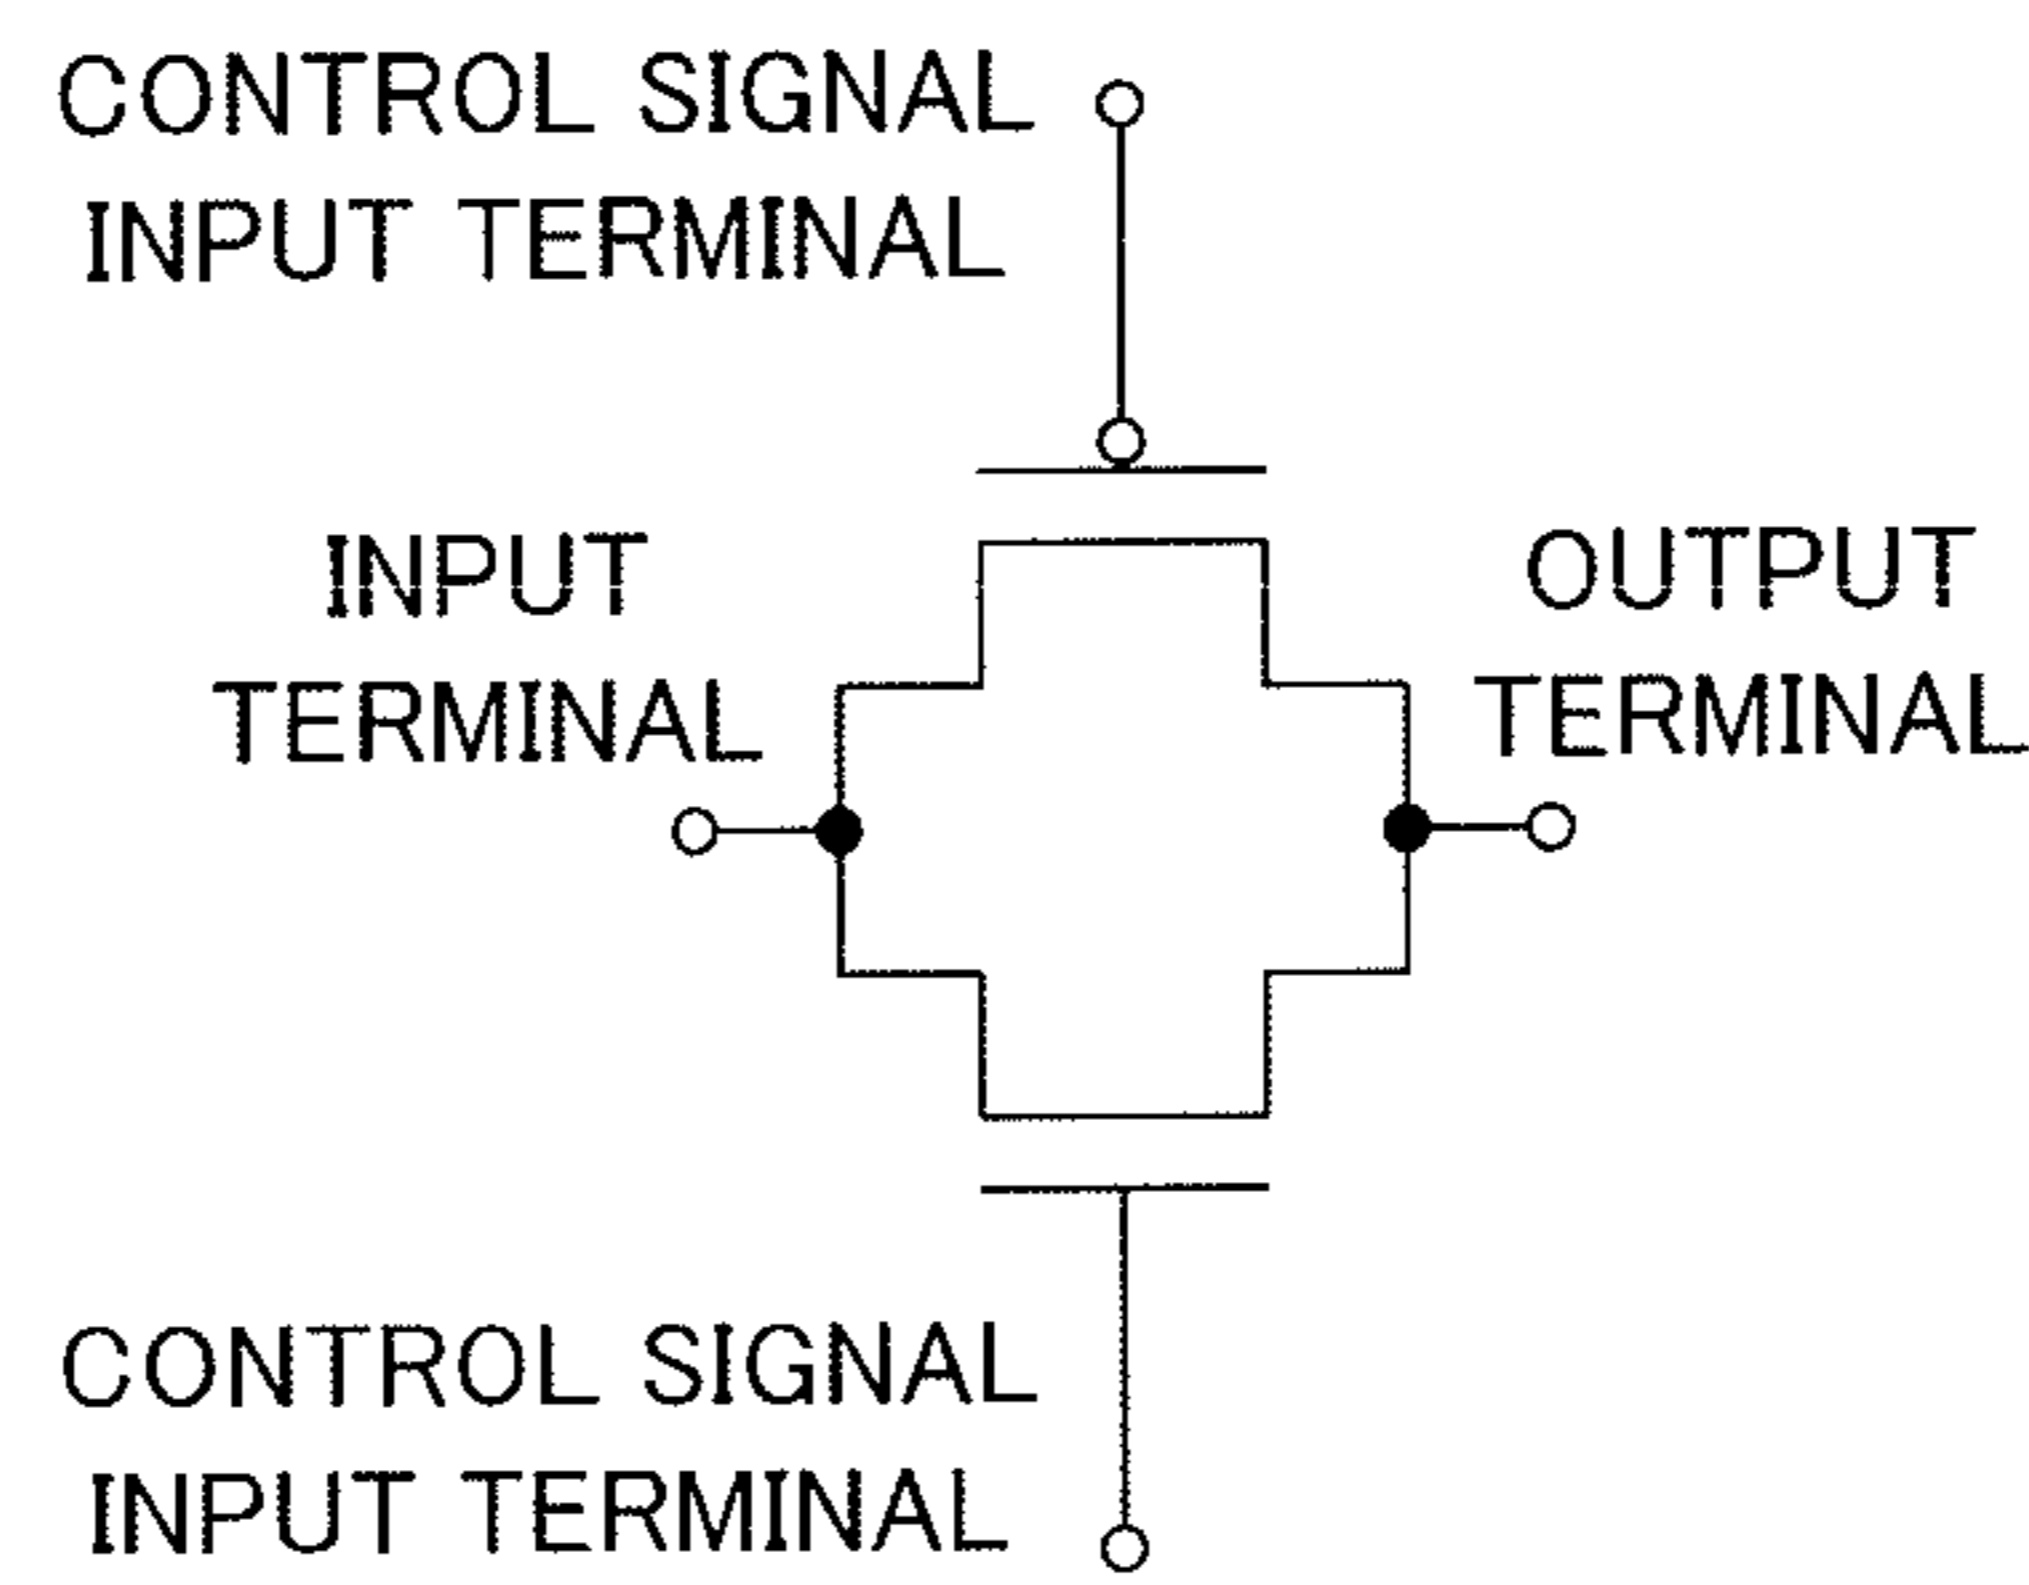 CONTROL SIGNAL
INPUT TERMINAL
INPUT
TERMINAL
OUTPUT
TERMINAL
CONTROL SIGNAL
INPUT TERMINAL